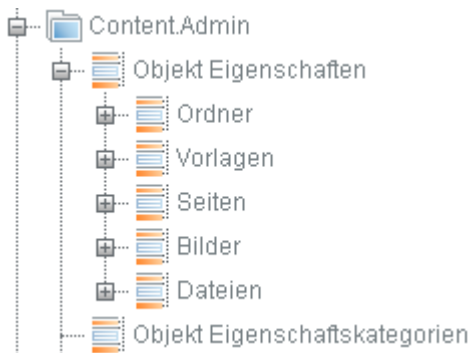 Content.Admin
Objekt Eigenschaften
Ordner
Vorlagen
Seiten
Bilder
Dateien
Objekt Eigenschaftskategorien